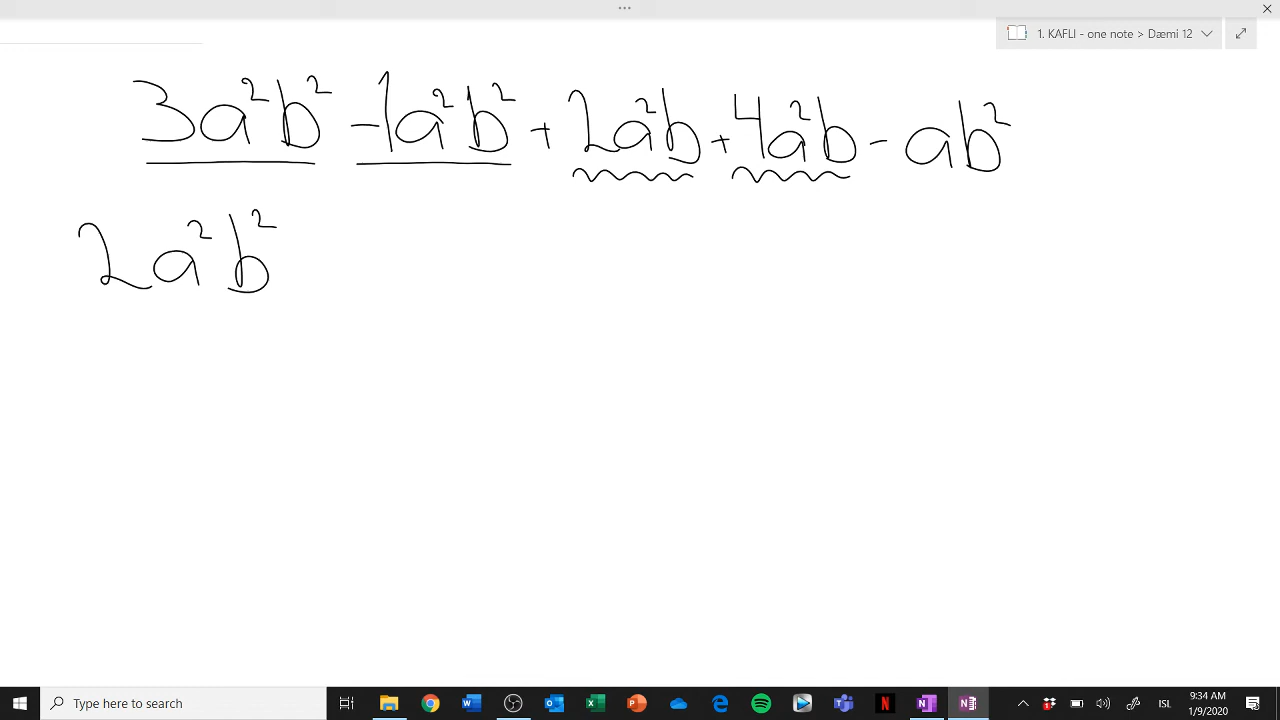 1. KAFLI - one note > Dæmi 12
3a²b² -1a²b² + 2a²b + 4a²b - ab²
2a²b²
Type here to search
ISL
9:34 AM
1/9/2020